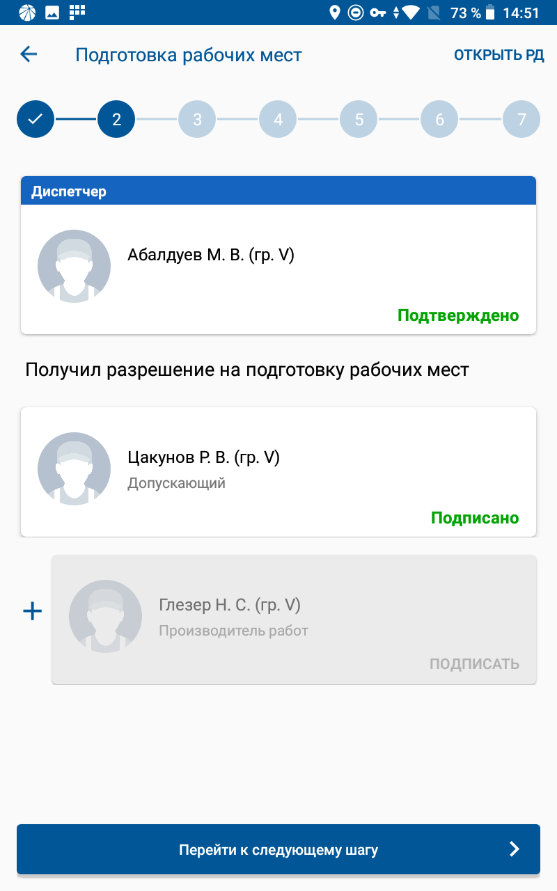 73 % 14:51
Подготовка рабочих мест ОТКРЫТЬ РД
2 3 4 5 6 7
Диспетчер
Абалдуев М. В. (гр. V)
Подтверждено
Получил разрешение на подготовку рабочих мест
Цакунов Р. В. (гр. V)
Допускающий
Подписано
Глезер Н. С. (гр. V)
Производитель работ
ПОДПИСАТЬ
Перейти к следующему шагу